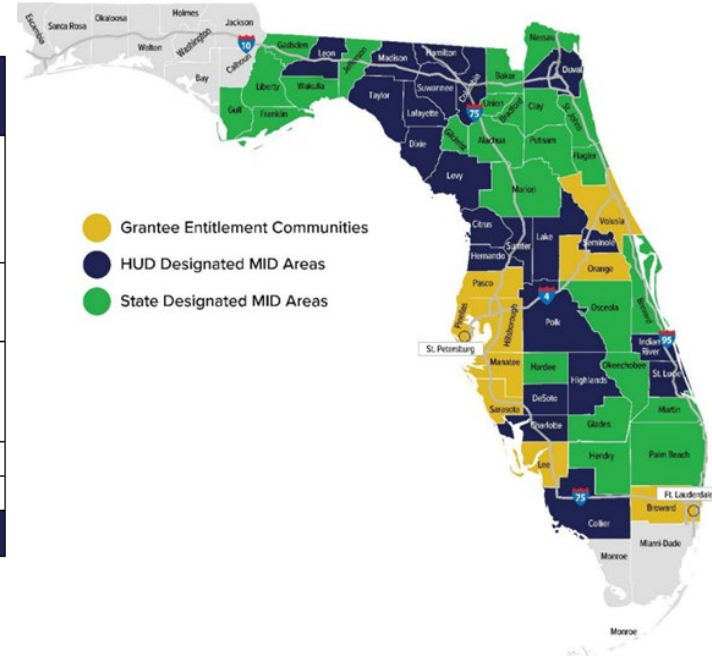 Escambia
Santa Rosa
Okaloosa
Walton
Holmes
Washington
Jackson
Bay
Calhoun
10
Gadsden
Liberty
Gulf
Franklin
Leon
Wakulla
Jefferson
Madison
Taylor
Hamilton
Suwannee
Lafayette
Dixie
Columbia
75
Baker
Nassau
Duval
Union
Bradford
Clay
St Johns
Gilchrist
Alachua
Putnam
Flagler
Levy
Marion
Volusia
Citrus
Sumter
Lake
Seminole
Hernando
Orange
Pasco
4
Pinellas
Hillsborough
Polk
Osceola
Brevard
95
Indian
River
St. Petersburg
Manatee
Hardee
Highlands
Okeechobee
St. Lucie
Sarasota
DeSoto
Charlotte
Glades
Martin
Lee
Hendry
Palm Beach
75
Collier
Ft. Lauderdale
Broward
Monroe
Miami-Dade
Monroe
Grantee Entitlement Communities
HUD Designated MID Areas
State Designated MID Areas